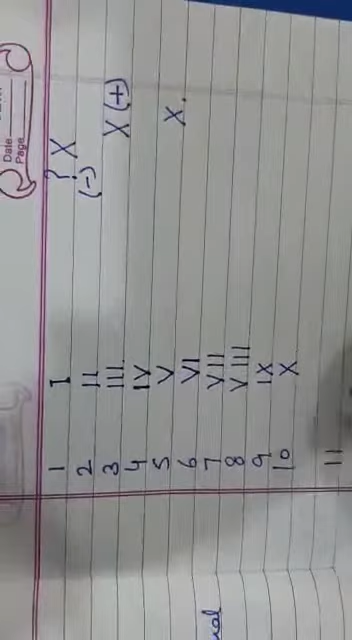 Date
Page
1 I ? X
2 II (-)
3 III X (+)
4 IV
5 V X.
6 VI
7 VII
8 VIII
9 IX
10 X
11